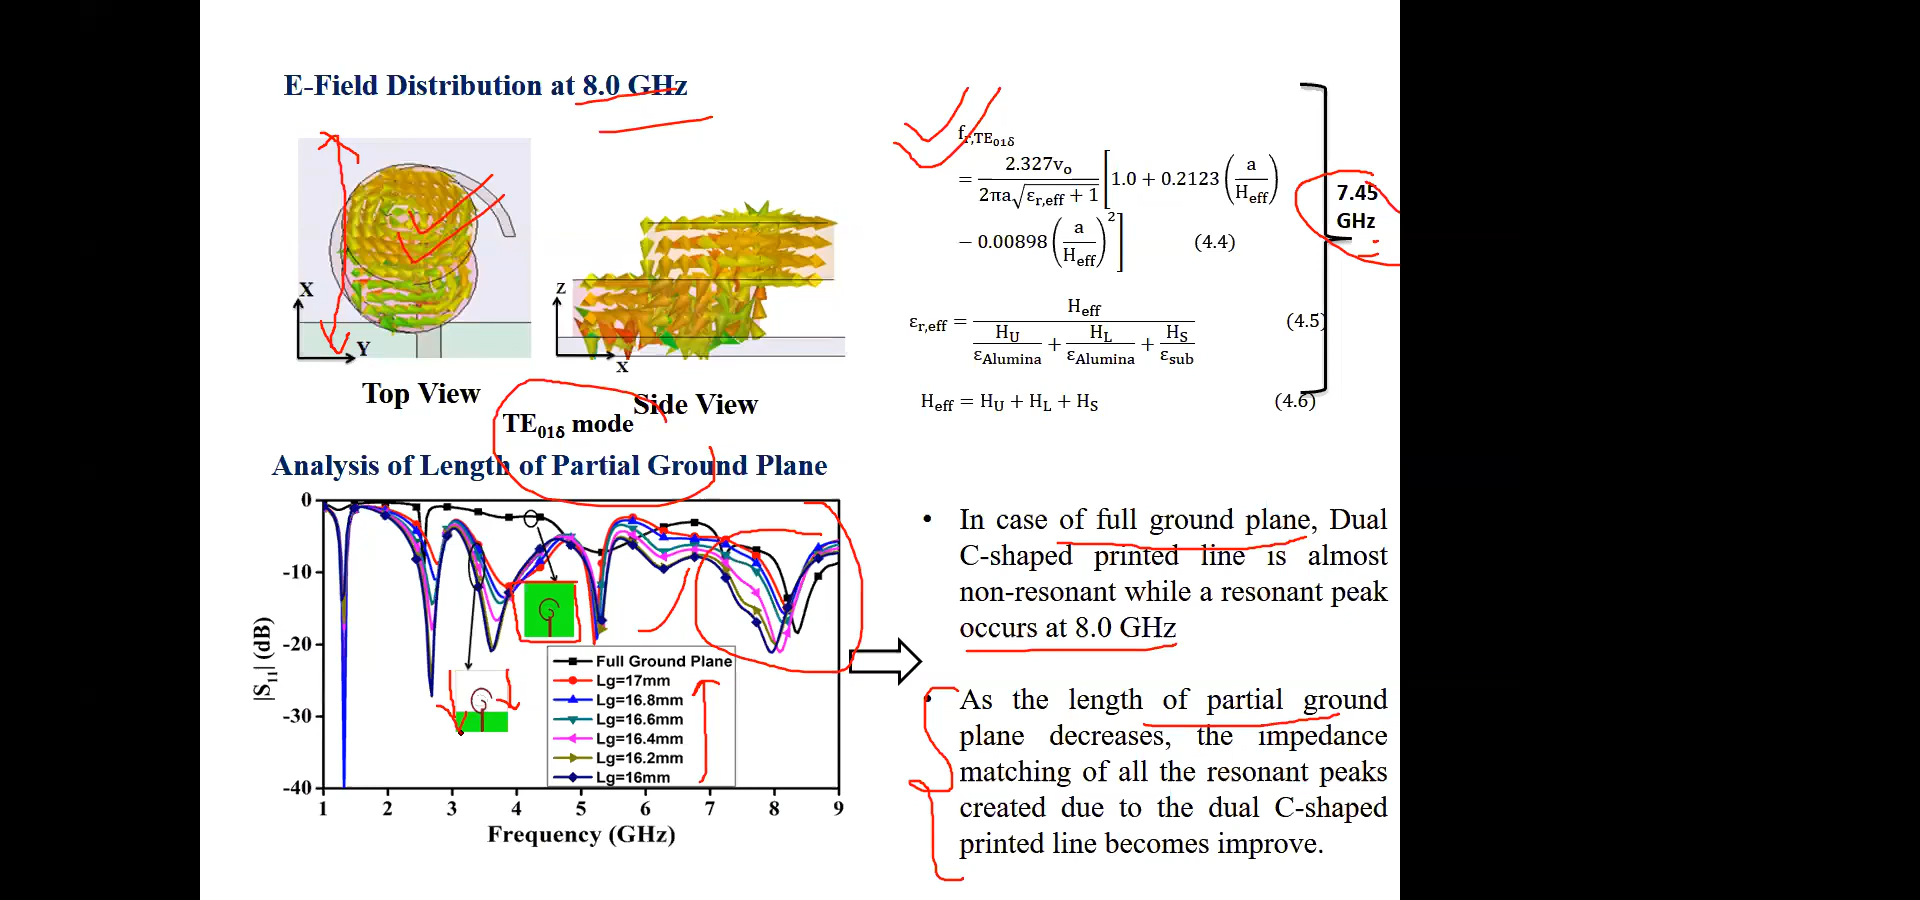 E-Field Distribution at 8.0 GHz
X
Y
Top View
Z
X
Side View
TE01δ mode
fr,TE01δ
= 2.327vo / 2πa√(εr,eff + 1) [1.0 + 0.2123 (a / Heff)
− 0.00898 (a / Heff)² ] (4.4)
εr,eff = Heff / (HU / εAlumina + HL / εAlumina + HS / εsub) (4.5)
Heff = HU + HL + HS (4.6)
7.45
GHz
Analysis of Length of Partial Ground Plane
0
-10
-20
-30
-40
|S11| (dB)
Full Ground Plane
Lg=17mm
Lg=16.8mm
Lg=16.6mm
Lg=16.4mm
Lg=16.2mm
Lg=16mm
1 2 3 4 5 6 7 8 9
Frequency (GHz)
• In case of full ground plane, Dual
C-shaped printed line is almost
non-resonant while a resonant peak
occurs at 8.0 GHz
• As the length of partial ground
plane decreases, the impedance
matching of all the resonant peaks
created due to the dual C-shaped
printed line becomes improve.